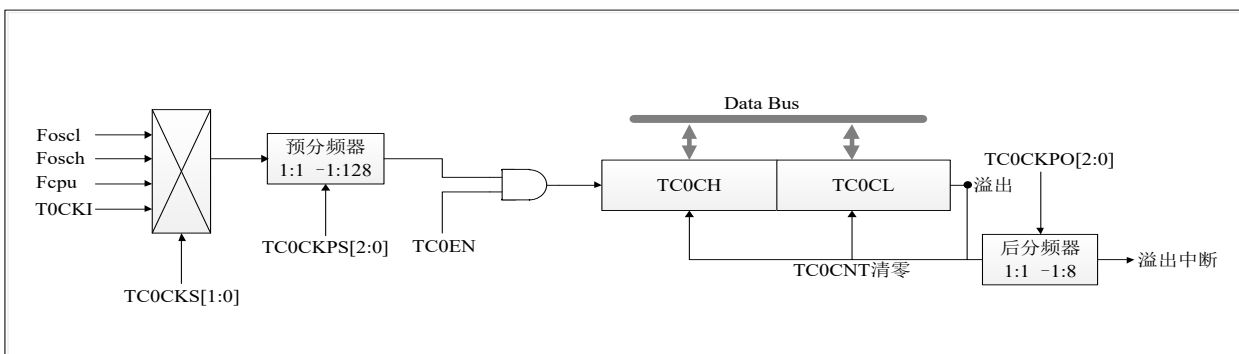 Data Bus
Foscl
Fosch
Fcpu
T0CKI
预分频器
1:1 -1:128
TC0CKPS[2:0]
TC0CKS[1:0]
TC0EN
TC0CH
TC0CL
溢出
TC0CKPO[2:0]
TC0CNT清零
后分频器
1:1 -1:8
溢出中断